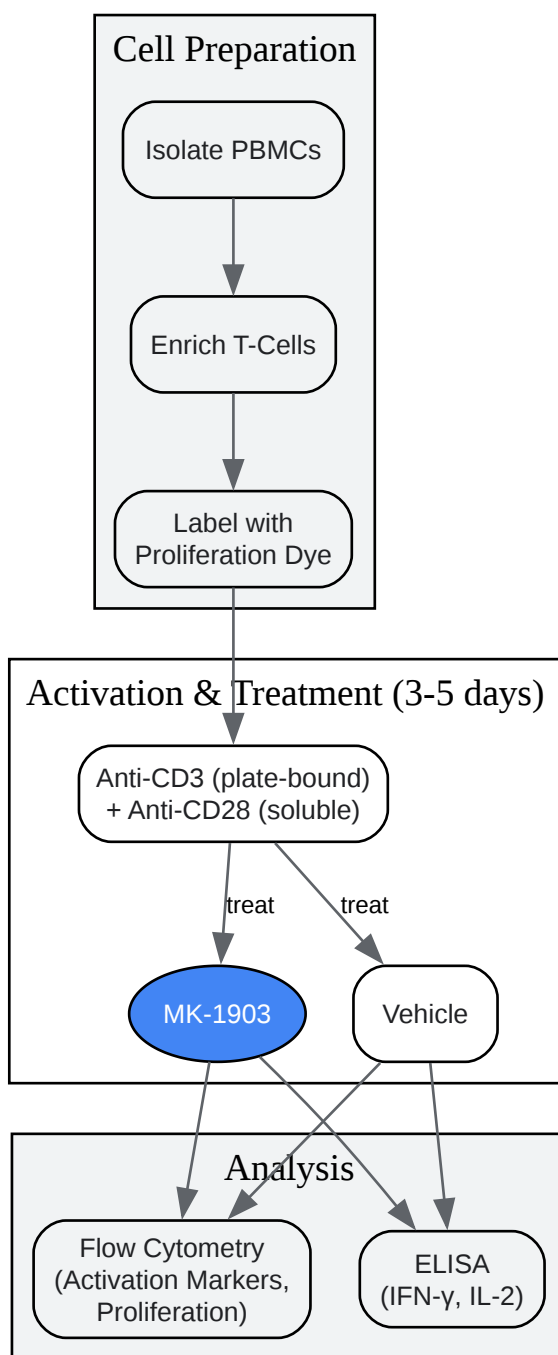 Cell Preparation
Isolate PBMCs
Enrich T-Cells
Label with
Proliferation Dye
Activation & Treatment (3-5 days)
Anti-CD3 (plate-bound)
+ Anti-CD28 (soluble)
treat
treat
MK-1903
Vehicle
Analysis
Flow Cytometry
(Activation Markers,
Proliferation)
ELISA
(IFN-γ, IL-2)